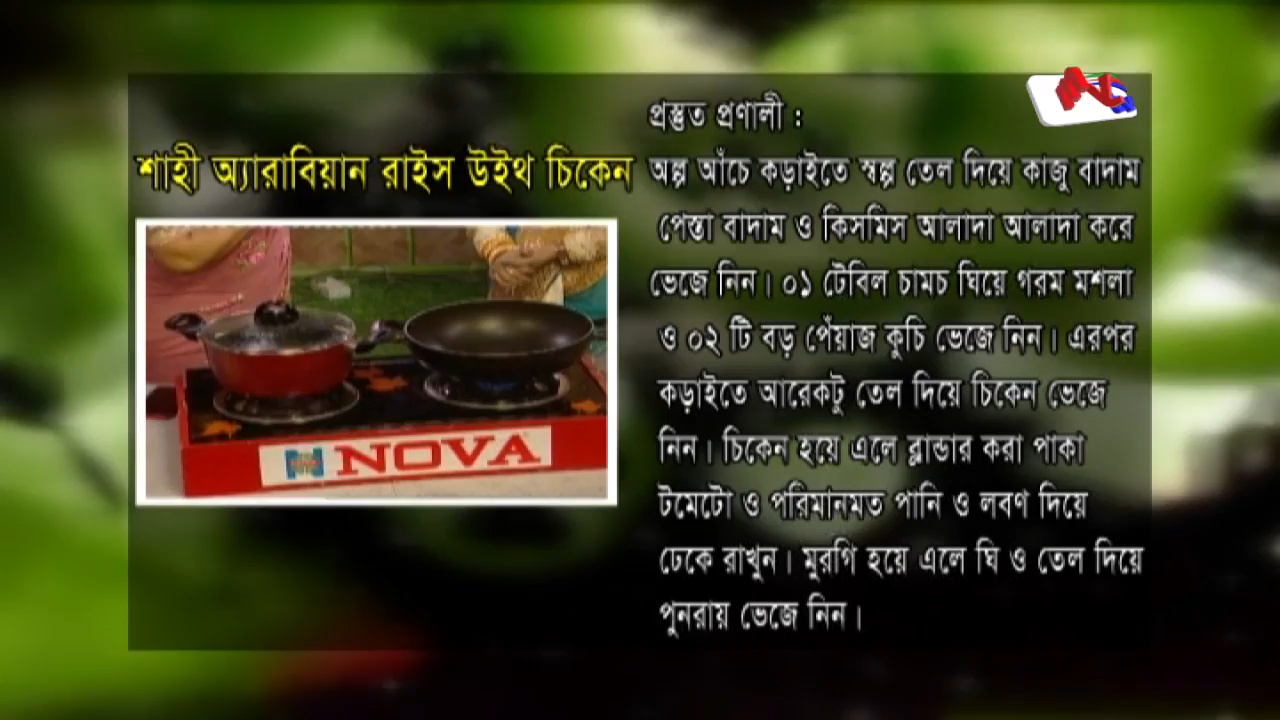 শাহী অ্যারাবিয়ান রাইস উইথ চিকেন
NOVA
প্রস্তুত প্রণালী :
অল্প আঁচে কড়াইতে স্বল্প তেল দিয়ে কাজু বাদাম
পেস্তা বাদাম ও কিসমিস আলাদা আলাদা করে
ভেজে নিন। ০১ টেবিল চামচ ঘিয়ে গরম মশলা
ও ০২ টি বড় পেঁয়াজ কুচি ভেজে নিন। এরপর
কড়াইতে আরেকটু তেল দিয়ে চিকেন ভেজে
নিন। চিকেন হয়ে এলে ব্লান্ডার করা পাকা
টমেটো ও পরিমানমত পানি ও লবণ দিয়ে
ঢেকে রাখুন। মুরগি হয়ে এলে ঘি ও তেল দিয়ে
পুনরায় ভেজে নিন।